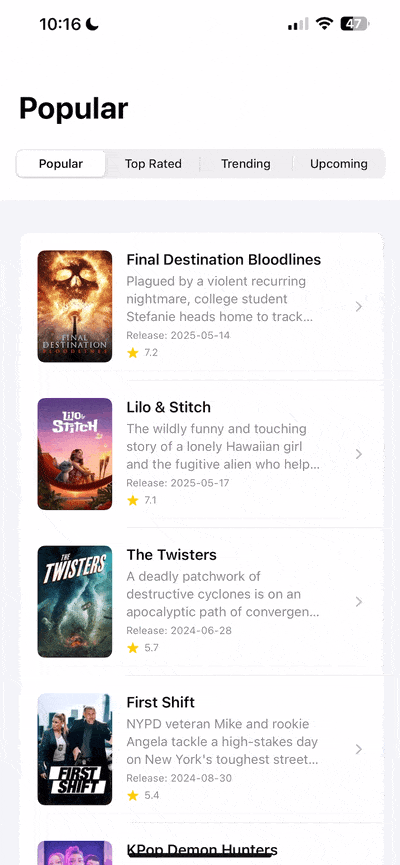 10:16
47
Popular
Popular Top Rated Trending Upcoming
FINAL
DESTINATION
BLOODLINES
Final Destination Bloodlines
Plagued by a violent recurring
nightmare, college student
Stefanie heads home to track...
Release: 2025-05-14
7.2
Lilo &
Stitch
Lilo & Stitch
The wildly funny and touching
story of a lonely Hawaiian girl
and the fugitive alien who help...
Release: 2025-05-17
7.1
THE
TWISTERS
The Twisters
A deadly patchwork of
destructive cyclones is on an
apocalyptic path of convergen...
Release: 2024-06-28
5.7
FIRST
SHIFT
First Shift
NYPD veteran Mike and rookie
Angela tackle a high-stakes day
on New York's toughest street...
Release: 2024-08-30
5.4
KPop Demon Hunters